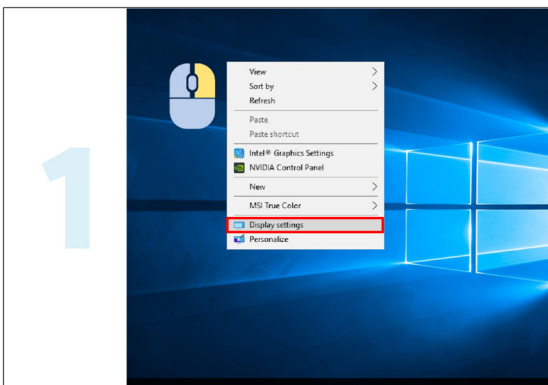 1
View
Sort by
Refresh
Paste
Paste shortcut
Intel® Graphics Settings
NVIDIA Control Panel
New
MSI True Color
Display settings
Personalize